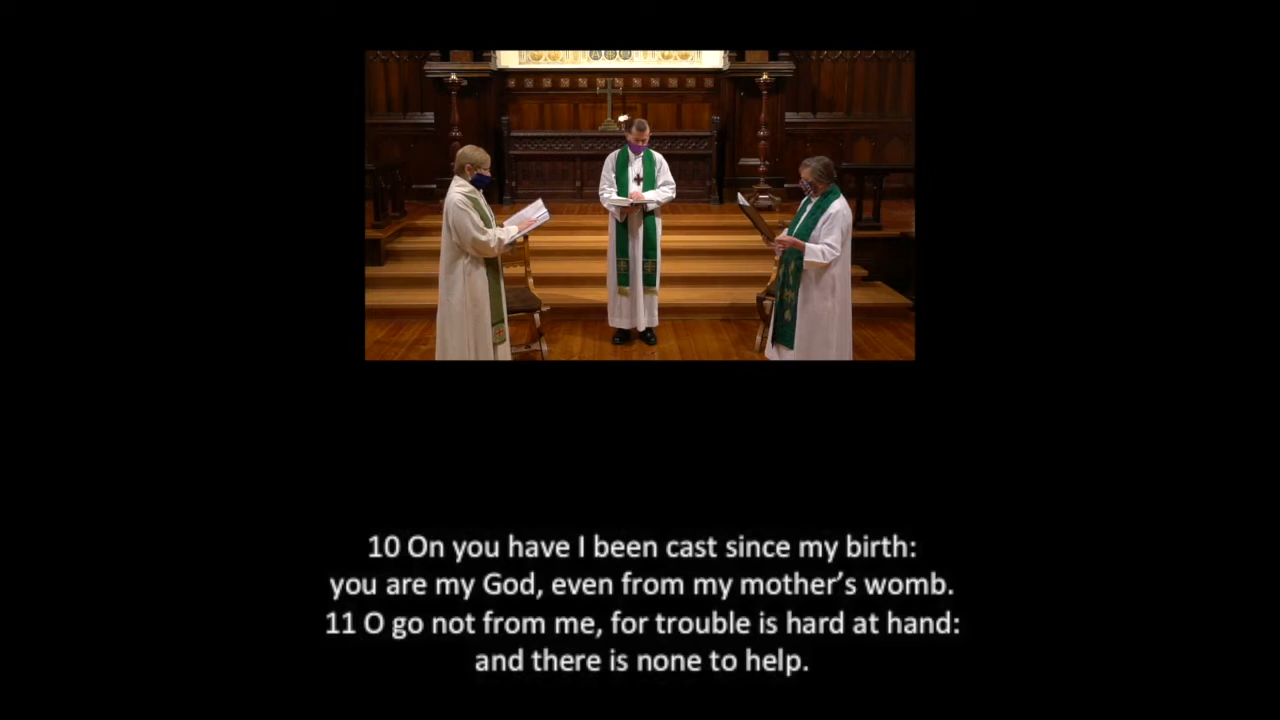 10 On you have I been cast since my birth:
you are my God, even from my mother’s womb.
11 O go not from me, for trouble is hard at hand:
and there is none to help.